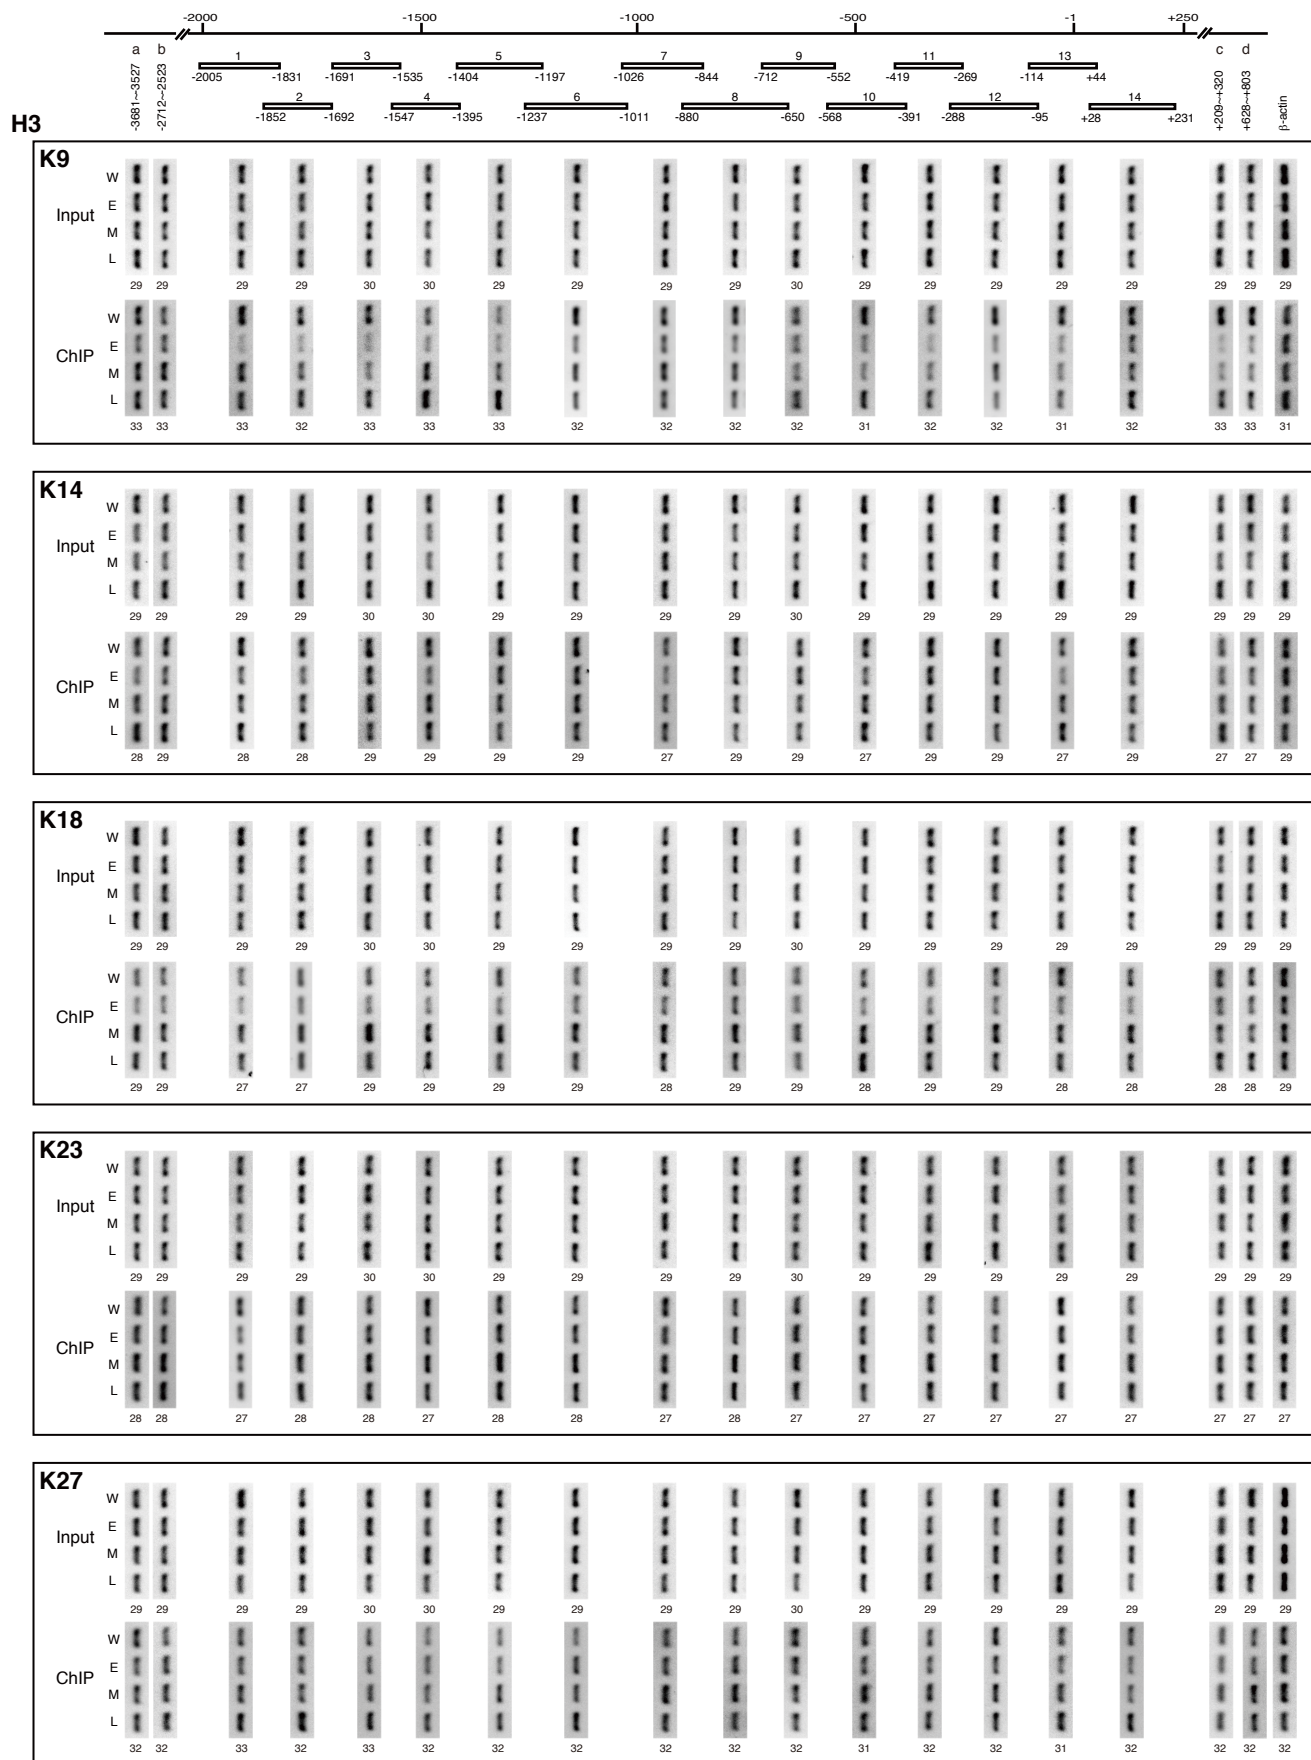 -2000 -1500 -1000 -500 -1 +250
a b c d
1 3 5 7 9 11 13
-2005 -1831 -1691 -1535 -1404 -1197 -1026 -844 -712 -552 -419 -269 -114 +44
2 4 6 8 10 12 14
-1852 -1692 -1547 -1395 -1237 -1011 -880 -650 -568 -391 -288 -95 +28 +231
-3681~-3527 -2712~-2523 +209~+320 +628~+803 β-actin
H3
K9
W
E
Input
M
L
29 29 29 29 30 30 29 29 29 29 30 29 29 29 29 29 29 29 29
W
E
ChIP
M
L
33 33 33 32 33 33 33 32 32 32 32 31 32 32 31 32 33 33 31
K14
W
E
Input
M
L
29 29 29 29 30 30 29 29 29 29 30 29 29 29 29 29 29 29 29
W
E
ChIP
M
L
28 29 28 28 29 29 29 29 27 29 29 27 29 29 27 29 27 27 29
K18
W
E
Input
M
L
29 29 29 29 30 30 29 29 29 29 30 29 29 29 29 29 29 29 29
W
E
ChIP
M
L
29 29 27 27 29 29 29 29 28 29 29 28 29 29 28 28 28 28 29
K23
W
E
Input
M
L
29 29 29 29 30 30 29 29 29 29 30 29 29 29 29 29 29 29 29
W
E
ChIP
M
L
28 28 27 28 28 27 28 28 27 28 27 27 27 27 27 27 27 27 27
K27
W
E
Input
M
L
29 29 29 29 30 30 29 29 29 29 30 29 29 29 29 29 29 29 29
W
E
ChIP
M
L
32 32 33 32 33 32 32 32 32 32 32 31 32 32 31 32 32 32 32